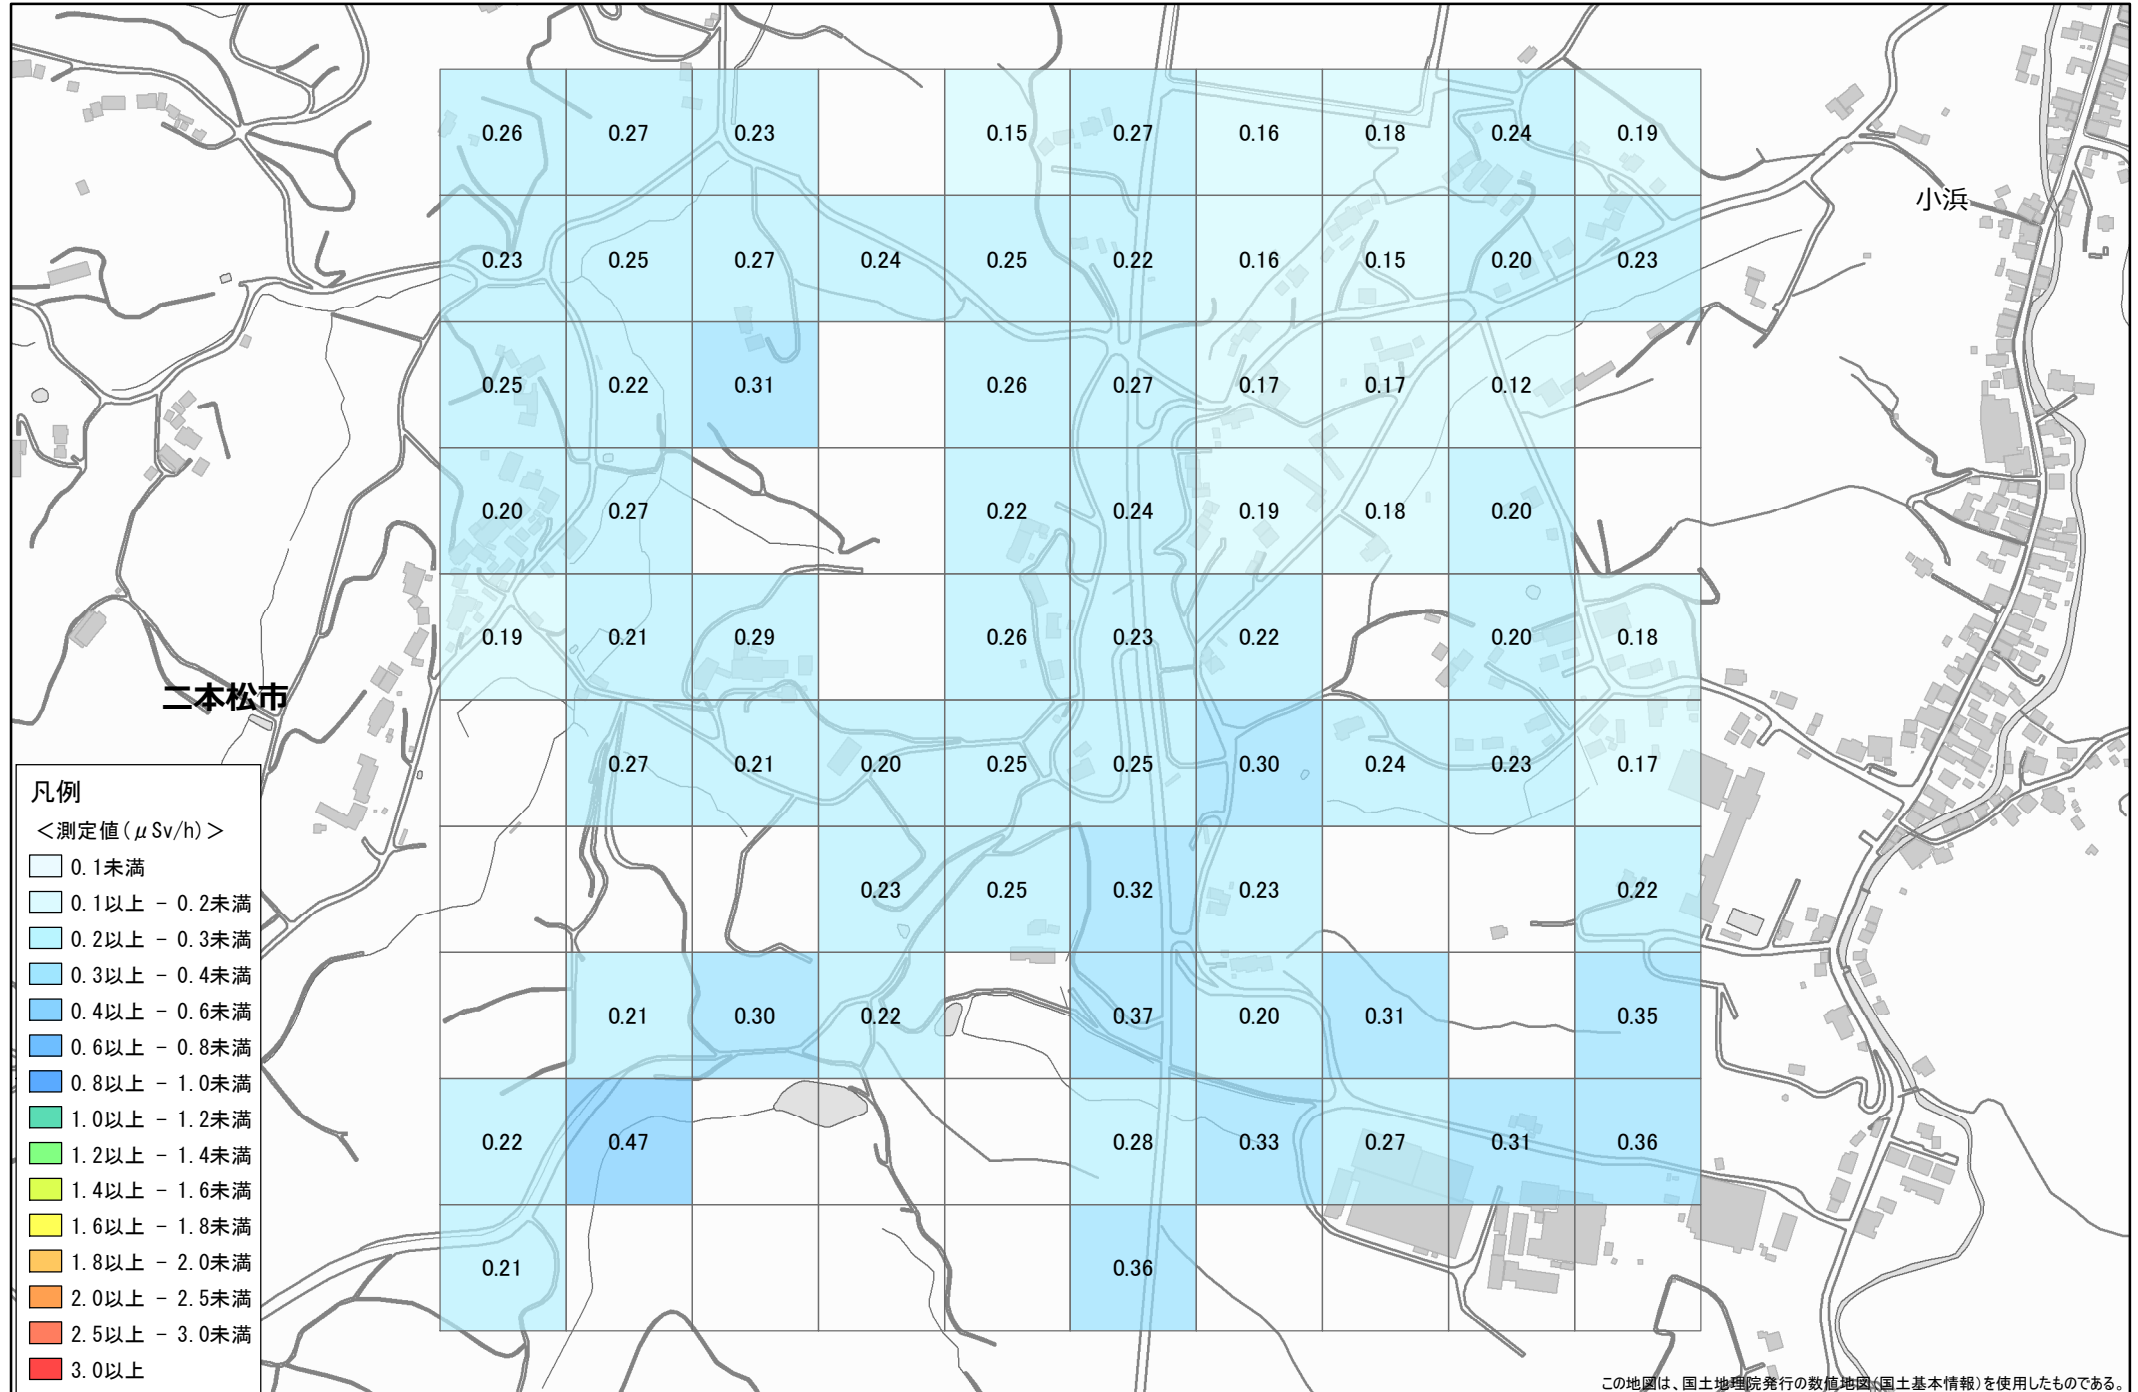 0.26 0.27 0.23 0.15 0.27 0.16 0.18 0.24 0.19
小浜
0.23 0.25 0.27 0.24 0.25 0.22 0.16 0.15 0.20 0.23
0.25 0.22 0.31 0.26 0.27 0.17 0.17 0.12
0.20 0.27 0.22 0.24 0.19 0.18 0.20
0.19 0.21 0.29 0.26 0.23 0.22 0.20 0.18
二本松市
0.27 0.21 0.20 0.25 0.25 0.30 0.24 0.23 0.17
0.23 0.25 0.32 0.23 0.22
0.21 0.30 0.22 0.37 0.20 0.31 0.35
0.22 0.47 0.28 0.33 0.27 0.31 0.36
0.21 0.36
凡例
＜測定値(μSv/h)＞
0.1未満
0.1以上 - 0.2未満
0.2以上 - 0.3未満
0.3以上 - 0.4未満
0.4以上 - 0.6未満
0.6以上 - 0.8未満
0.8以上 - 1.0未満
1.0以上 - 1.2未満
1.2以上 - 1.4未満
1.4以上 - 1.6未満
1.6以上 - 1.8未満
1.8以上 - 2.0未満
2.0以上 - 2.5未満
2.5以上 - 3.0未満
3.0以上
この地図は、国土地理院発行の数値地図(国土基本情報)を使用したものである。